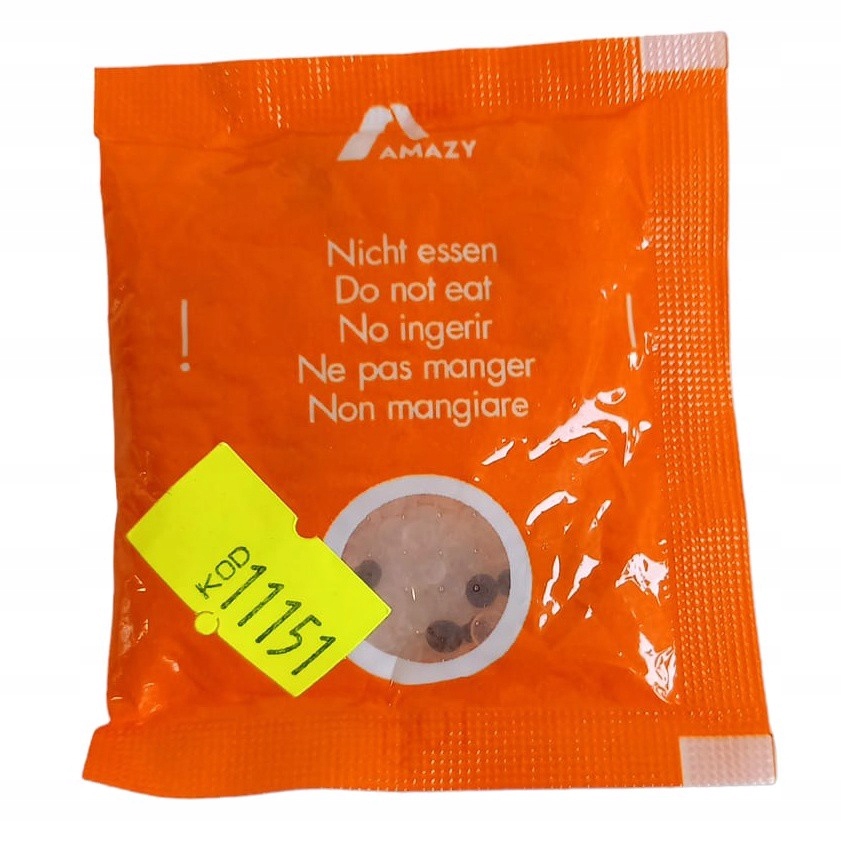 AMAZY
Nicht essen
Do not eat
! No ingerir !
Ne pas manger
Non mangiare
KOD 11151